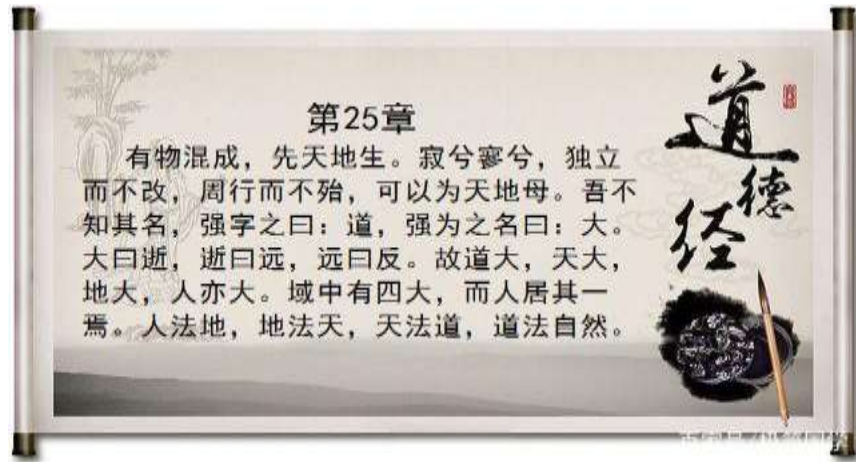 第25章
有物混成，先天地生。寂兮寥兮，独立
而不改，周行而不殆，可以为天地母。吾不
知其名，强字之曰：道，强为之名曰：大。
大曰逝，逝曰远，远曰反。故道大，天大，
地大，人亦大。域中有四大，而人居其一
焉。人法地，地法天，天法道，道法自然。
道德经